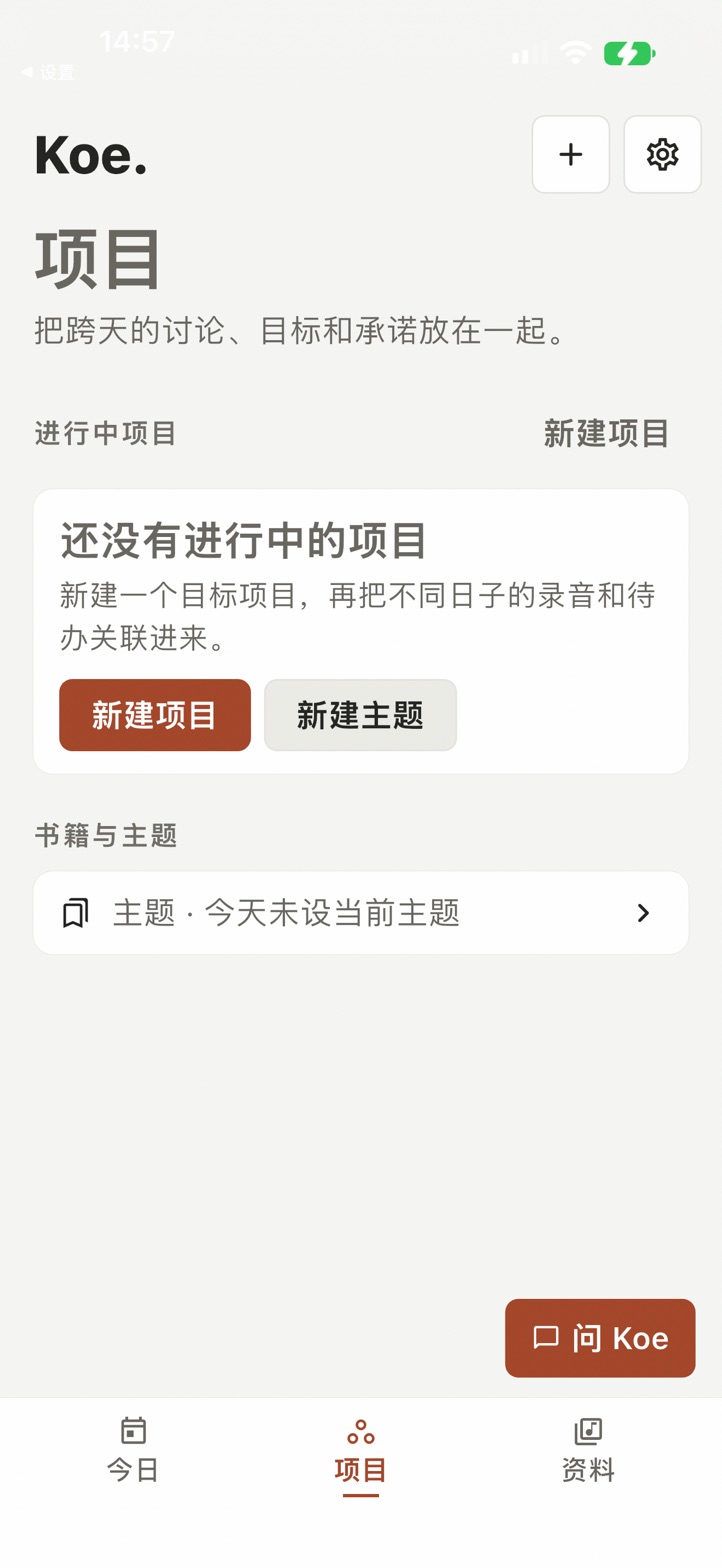 14:57
◀ 设置
Koe.
项目
把跨天的讨论、目标和承诺放在一起。
进行中项目
新建项目
还没有进行中的项目
新建一个目标项目，再把不同日子的录音和待
办关联进来。
新建项目
新建主题
书籍与主题
主题 · 今天未设当前主题
问 Koe
今日
项目
资料